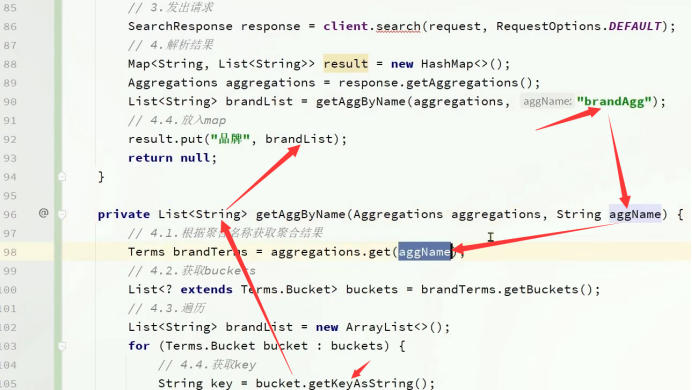 85 // 3.发出请求
86 SearchResponse response = client.search(request, RequestOptions.DEFAULT);
87 // 4.解析结果
88 Map<String, List<String>> result = new HashMap<>();
89 Aggregations aggregations = response.getAggregations();
90 List<String> brandList = getAggByName(aggregations, aggName: "brandAgg");
91 // 4.4.放入map
92 result.put("品牌", brandList);
93 return null;
94 }
95
96 @ private List<String> getAggByName(Aggregations aggregations, String aggName) {
97 // 4.1.根据聚合名称获取聚合结果
98 Terms brandTerms = aggregations.get(aggName);
99 // 4.2.获取buckets
100 List<? extends Terms.Bucket> buckets = brandTerms.getBuckets();
101 // 4.3.遍历
102 List<String> brandList = new ArrayList<>();
103 for (Terms.Bucket bucket : buckets) {
104 // 4.4.获取key
105 String key = bucket.getKeyAsString();